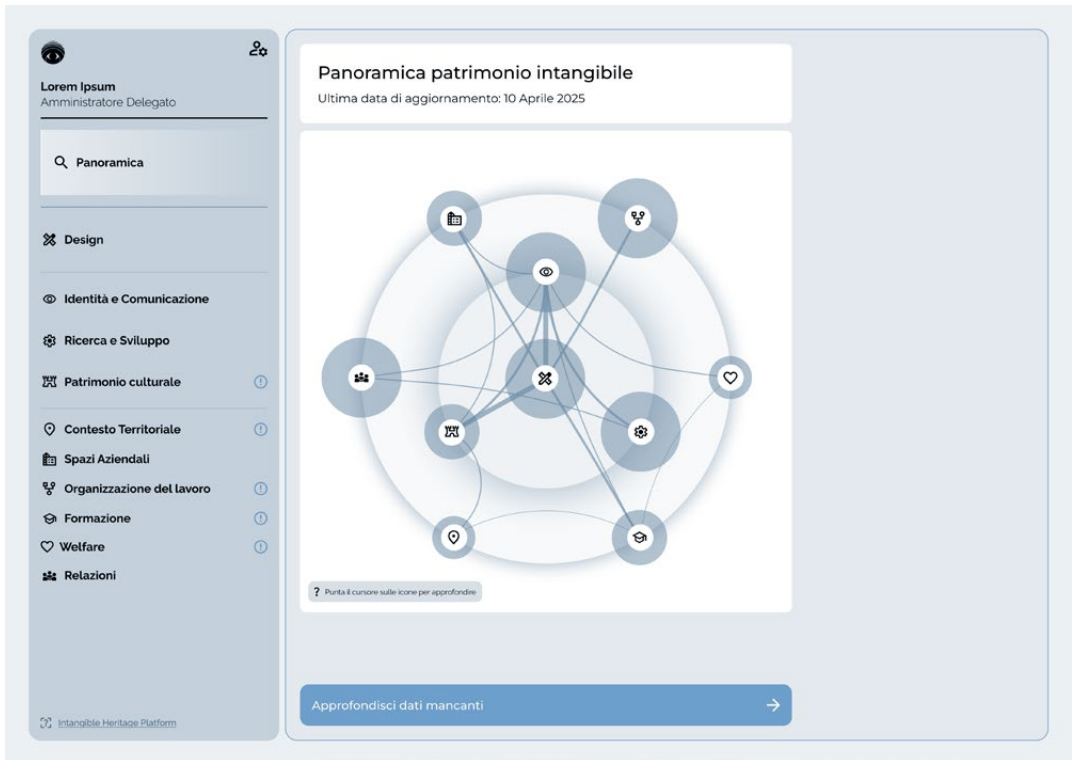 Lorem Ipsum
Amministratore Delegato
Panoramica
Design
Identità e Comunicazione
Ricerca e Sviluppo
Patrimonio culturale
Contesto Territoriale
Spazi Aziendali
Organizzazione del lavoro
Formazione
Welfare
Relazioni
Intangible Heritage Platform
Panoramica patrimonio intangibile
Ultima data di aggiornamento: 10 Aprile 2025
? Punta il cursore sulle icone per approfondire
Approfondisci dati mancanti